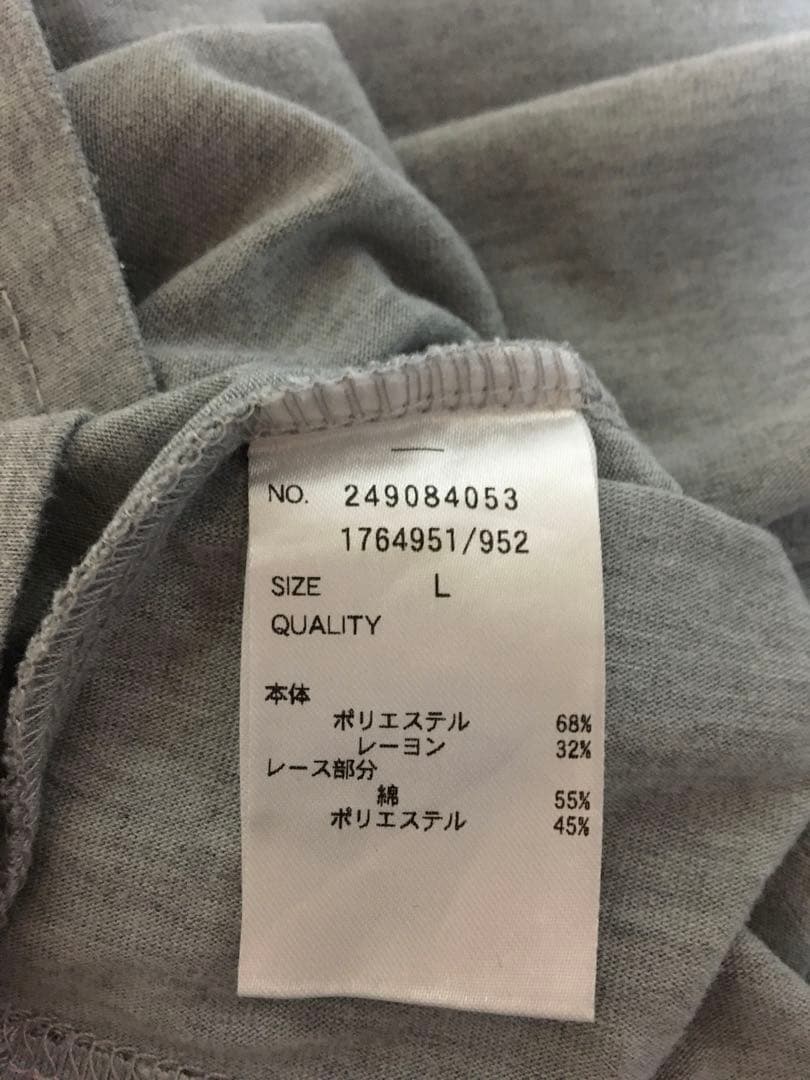 NO. 249084053
1764951/952
SIZE L
QUALITY
本体
ポリエステル 68%
レーヨン 32%
レース部分
綿 55%
ポリエステル 45%